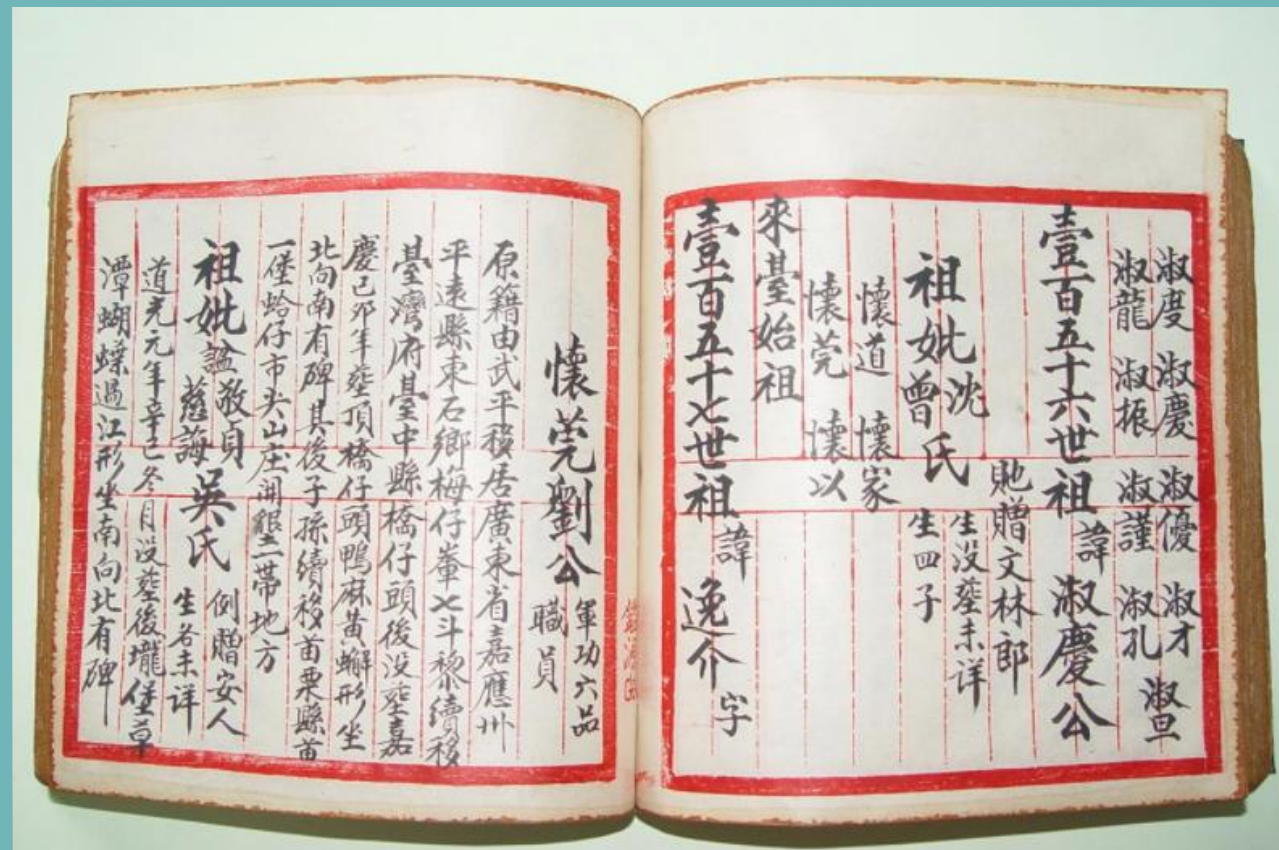 淑度 淑慶 淑優 淑才 淑旦
淑龍 淑振 淑謹 淑孔
壹百五十六世祖 諱 淑慶公
貤贈文林郎
祖妣沈曾氏 生没塟未详
生四子
懷道 懷家
懷莞 懷以
來臺始祖
壹百五十七世祖 諱 逸介 字
懷莞劉公 軍功六品
職員
原籍由武平移居廣東省嘉應州
平遠縣東石鄉梅仔峯七斗 續移
臺灣府臺中縣橋仔頭後没塟嘉
慶己卯年塟頂橋仔頭鴨麻黃蠏形坐
北向南有碑其後子孫續移苗栗縣苗
一堡蛤仔市头山庄開墾一帶地方
祖妣諡敬貞慈誨吳氏 例贈安人
生各未详
道光元年辛巳冬月没塟後壠堡草
潭蝴蝶過江形坐南向北有碑